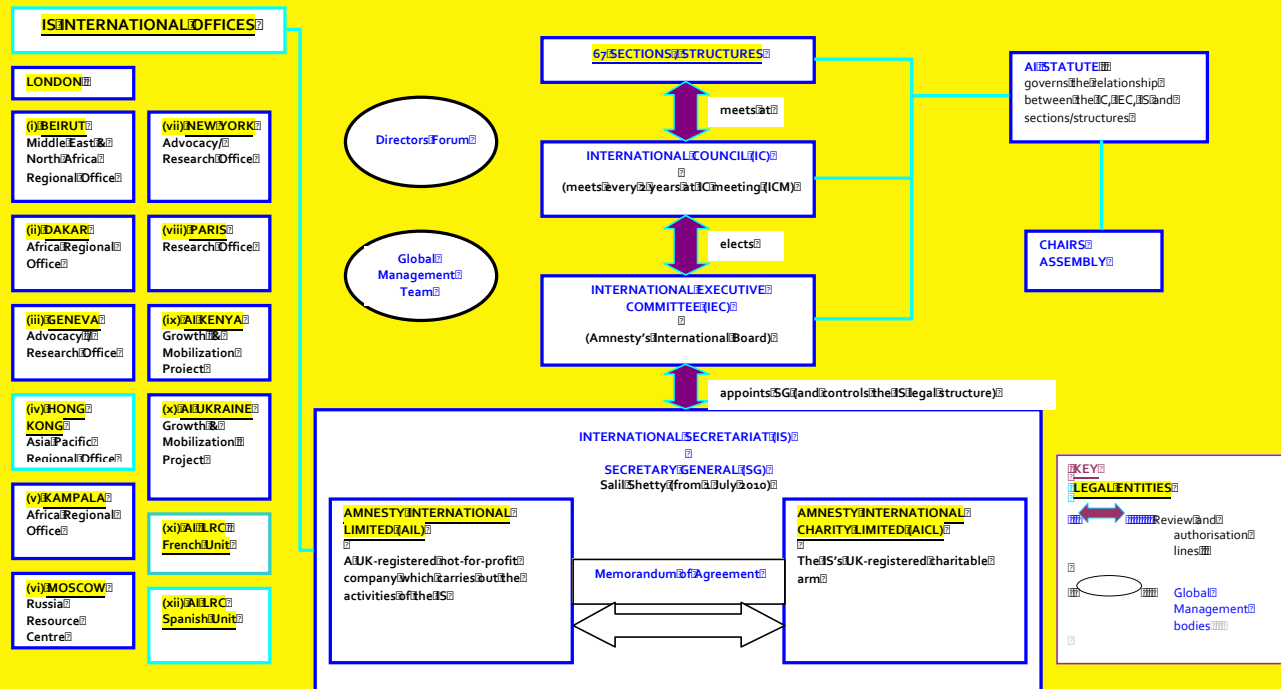 IS INTERNATIONAL OFFICES
LONDON
(i) BEIRUT
Middle East &
North Africa
Regional Office
(ii) DAKAR
Africa Regional
Office
(iii) GENEVA
Advocacy /
Research Office
(iv) HONG
KONG
Asia Pacific
Regional Office
(v) KAMPALA
Africa Regional
Office
(vi) MOSCOW
Russia
Resource
Centre
(vii) NEW YORK
Advocacy/
Research Office
(viii) PARIS
Research Office
(ix) AI KENYA
Growth &
Mobilization
Project
(x) AI UKRAINE
Growth &
Mobilization
Project
(xi) AI LRC
French Unit
(xii) AI LRC
Spanish Unit
Directors Forum
Global
Management
Team
67 SECTIONS / STRUCTURES
meets at
INTERNATIONAL COUNCIL (IC)
(meets every 2 years at IC meeting (ICM)
elects
INTERNATIONAL EXECUTIVE
COMMITTEE (IEC)
(Amnesty's International Board)
appoints SG (and controls the IS legal structure)
INTERNATIONAL SECRETARIAT (IS)
SECRETARY GENERAL (SG)
Salil Shetty (from 1 July 2010)
AMNESTY INTERNATIONAL
LIMITED (AIL)
A UK-registered not-for-profit
company which carries out the
activities of the IS
Memorandum of Agreement
AMNESTY INTERNATIONAL
CHARITY LIMITED (AICL)
The IS's UK-registered charitable
arm
AI STATUTE
governs the relationship
between the IC, IEC, IS and
sections/structures
CHAIRS
ASSEMBLY
KEY
LEGAL ENTITIES
Review and
authorisation
lines
Global
Management
bodies